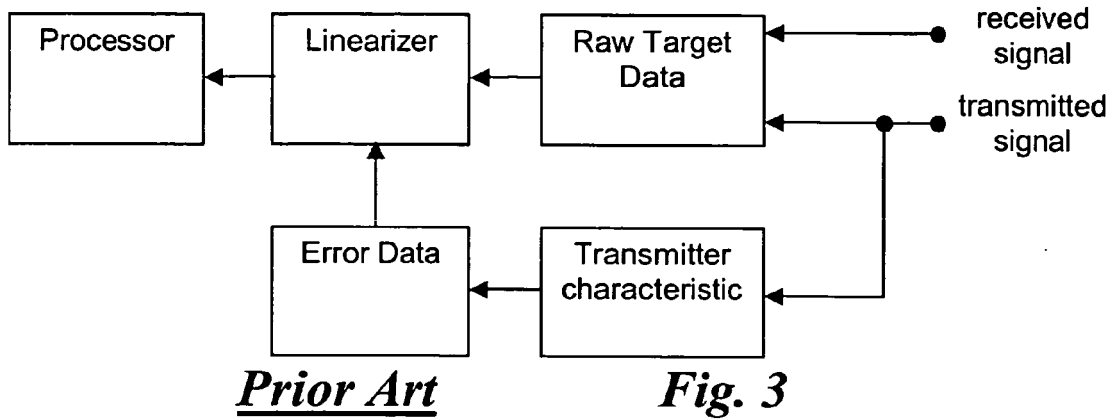 Processor
Linearizer
Raw Target
Data
received
signal
transmitted
signal
Error Data
Transmitter
characteristic
Prior Art
Fig. 3